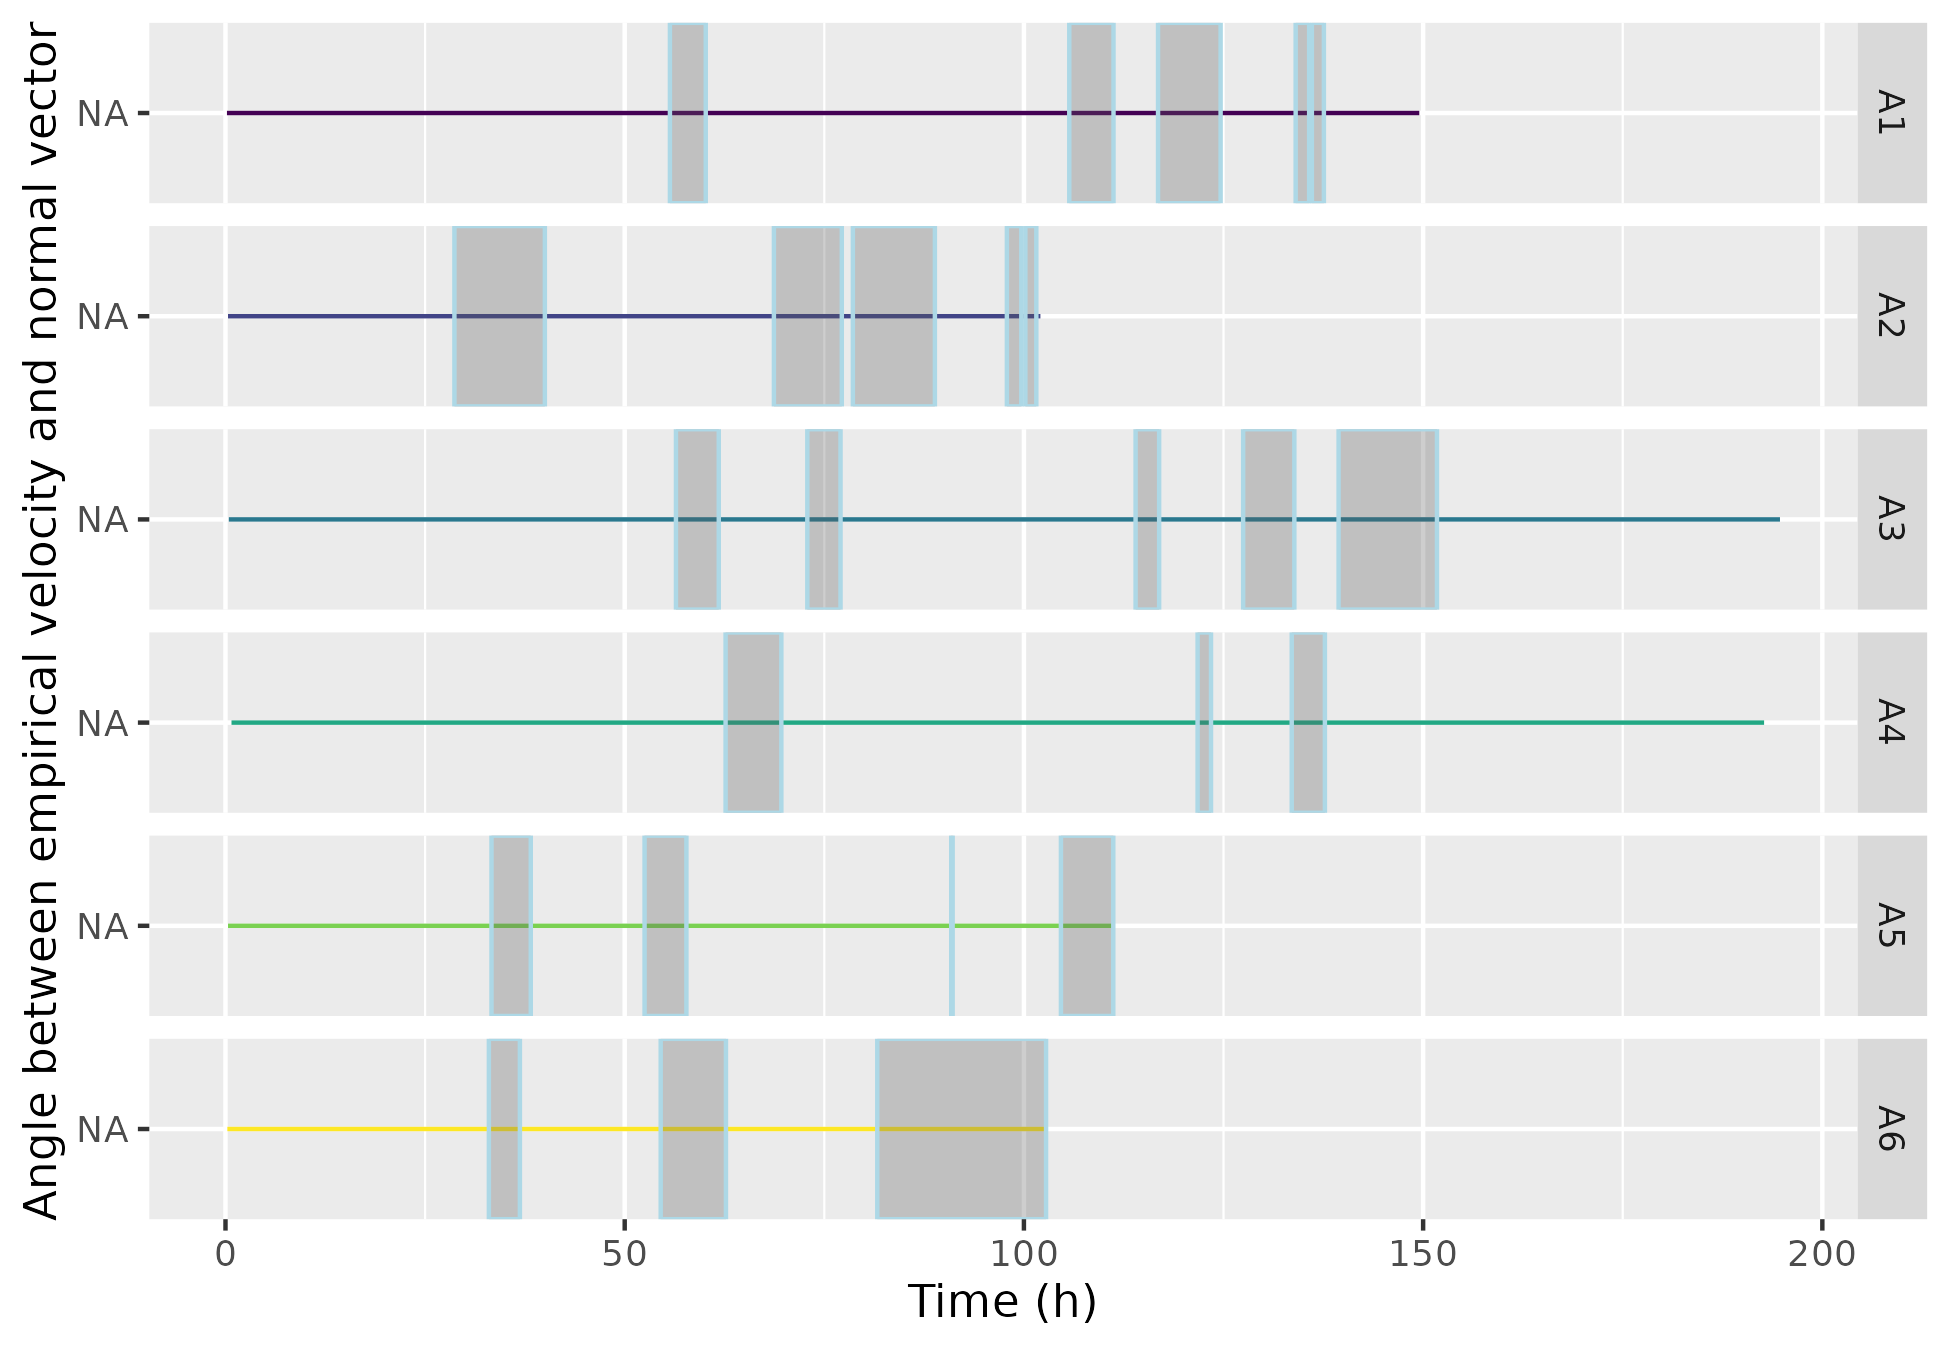 Angle between empirical velocity and normal vector
NA
A1
NA
A2
NA
A3
NA
A4
NA
A5
NA
A6
0 50 100 150 200
Time (h)